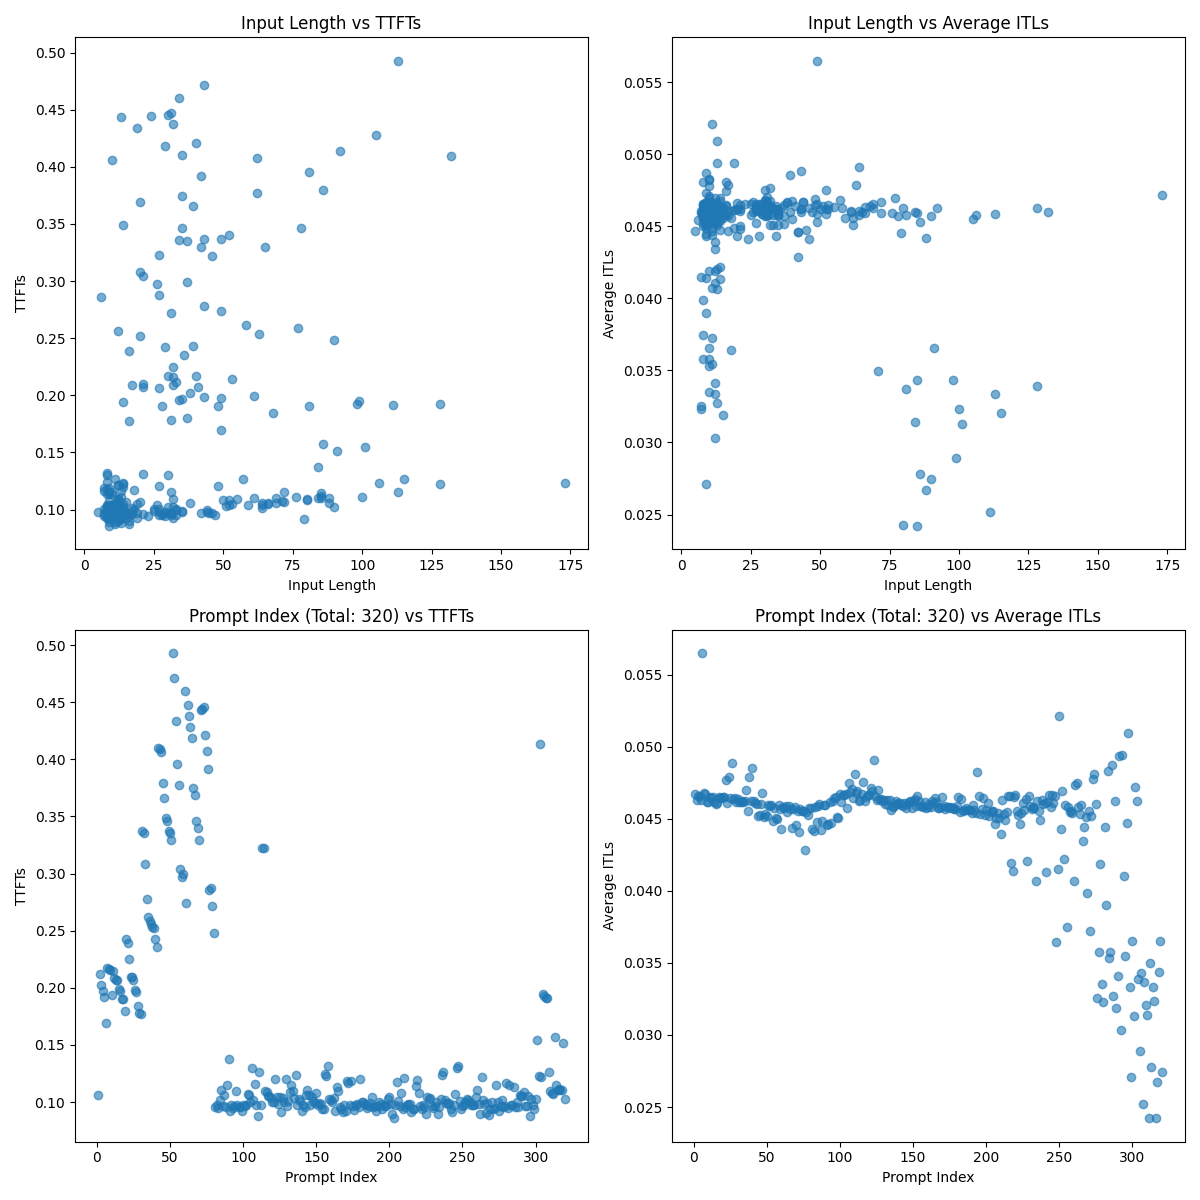 Input Length vs TTFTs
0.50
0.45
0.40
0.35
0.30
0.25
0.20
0.15
0.10
TTFTs
0 25 50 75 100 125 150 175
Input Length
Input Length vs Average ITLs
0.055
0.050
0.045
0.040
0.035
0.030
0.025
Average ITLs
0 25 50 75 100 125 150 175
Input Length
Prompt Index (Total: 320) vs TTFTs
0.50
0.45
0.40
0.35
0.30
0.25
0.20
0.15
0.10
TTFTs
0 50 100 150 200 250 300
Prompt Index
Prompt Index (Total: 320) vs Average ITLs
0.055
0.050
0.045
0.040
0.035
0.030
0.025
Average ITLs
0 50 100 150 200 250 300
Prompt Index